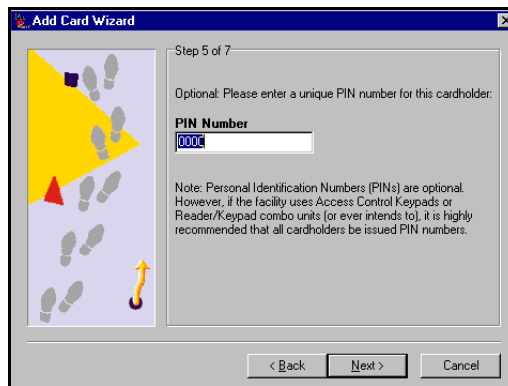 Add Card Wizard
Step 5 of 7
Optional: Please enter a unique PIN number for this cardholder:
PIN Number
0000
Note: Personal Identification Numbers (PINs) are optional.
However, if the facility uses Access Control Keypads or
Reader/Keypad combo units (or ever intends to), it is highly
recommended that all cardholders be issued PIN numbers.
< Back
Next >
Cancel